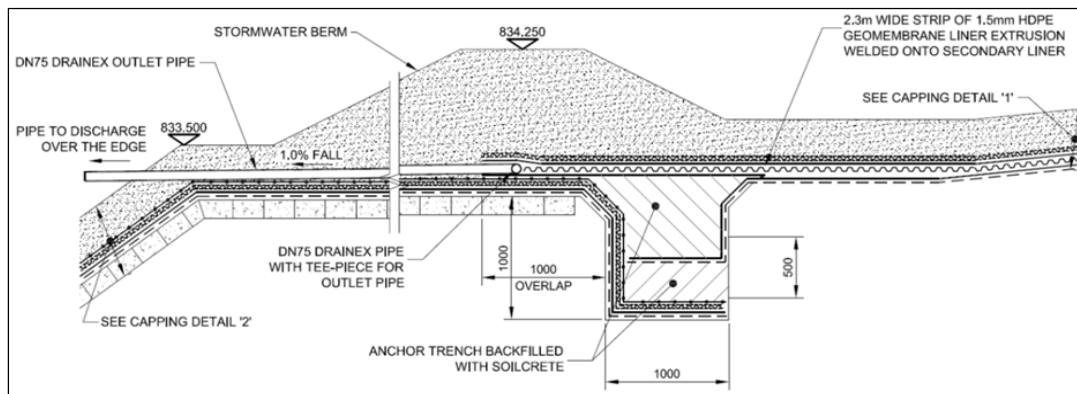 STORMWATER BERM
834.250
2.3m WIDE STRIP OF 1.5mm HDPE
GEOMEMBRANE LINER EXTRUSION
WELDED ONTO SECONDARY LINER
DN75 DRAINEX OUTLET PIPE
SEE CAPPING DETAIL '1'
PIPE TO DISCHARGE
OVER THE EDGE
833.500
1.0% FALL
DN75 DRAINEX PIPE
WITH TEE-PIECE FOR
OUTLET PIPE
1000
1000
OVERLAP
500
SEE CAPPING DETAIL '2'
ANCHOR TRENCH BACKFILLED
WITH SOILCRETE
1000